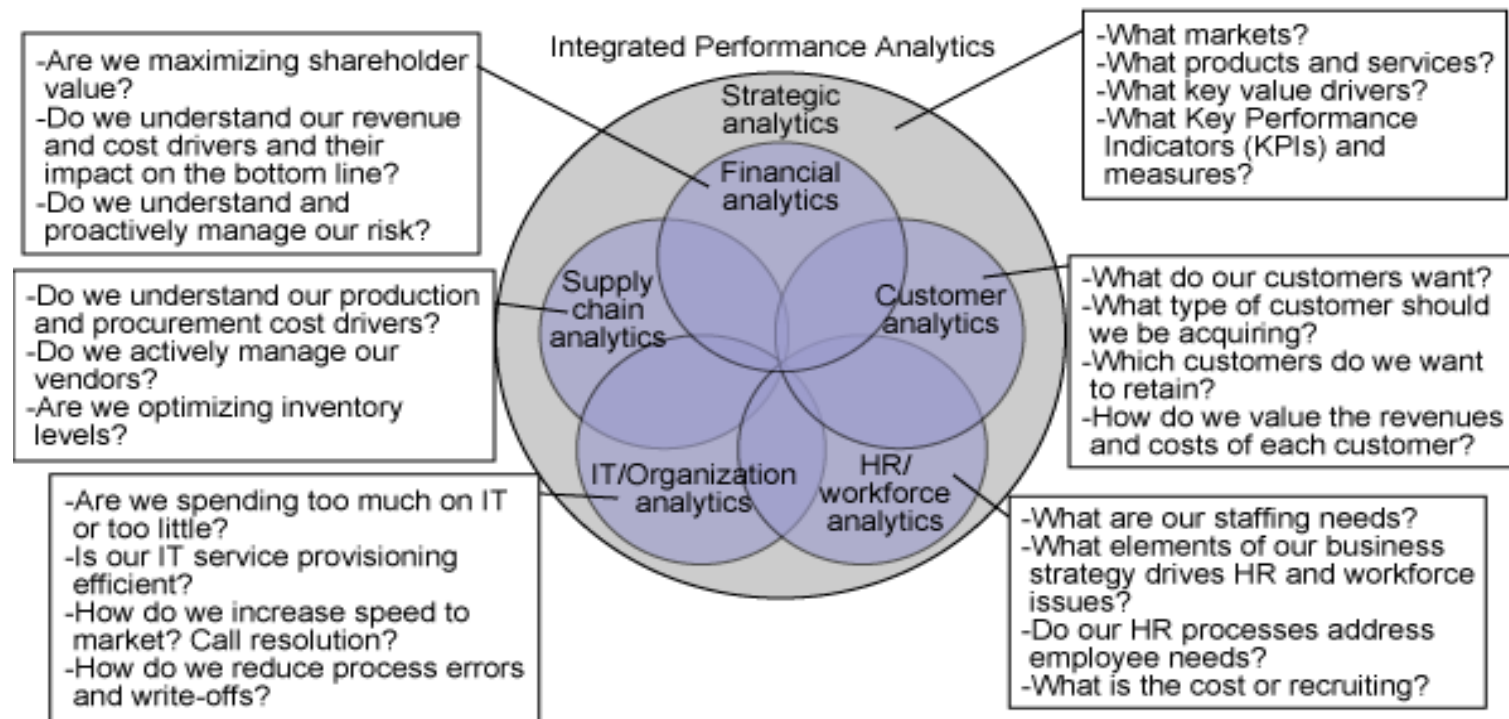 Integrated Performance Analytics
-Are we maximizing shareholder
value?
-Do we understand our revenue
and cost drivers and their
impact on the bottom line?
-Do we understand and
proactively manage our risk?
-What markets?
-What products and services?
-What key value drivers?
-What Key Performance
Indicators (KPIs) and
measures?
Strategic
analytics
Financial
analytics
Supply
chain
analytics
Customer
analytics
IT/Organization
analytics
HR/
workforce
analytics
-Do we understand our production
and procurement cost drivers?
-Do we actively manage our
vendors?
-Are we optimizing inventory
levels?
-What do our customers want?
-What type of customer should
we be acquiring?
-Which customers do we want
to retain?
-How do we value the revenues
and costs of each customer?
-Are we spending too much on IT
or too little?
-Is our IT service provisioning
efficient?
-How do we increase speed to
market? Call resolution?
-How do we reduce process errors
and write-offs?
-What are our staffing needs?
-What elements of our business
strategy drives HR and workforce
issues?
-Do our HR processes address
employee needs?
-What is the cost or recruiting?